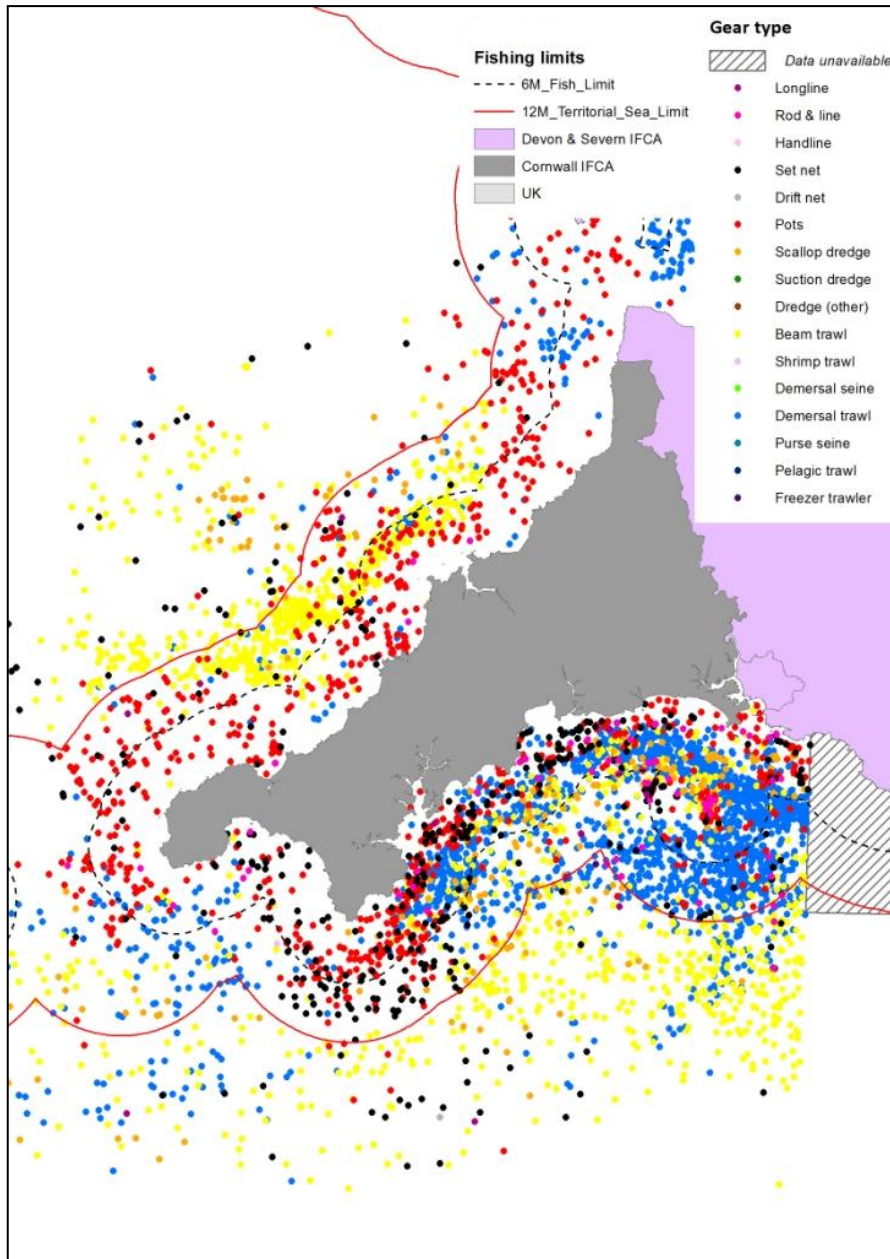 Fishing limits
6M_Fish_Limit
12M_Territorial_Sea_Limit
Devon & Severn IFCA
Cornwall IFCA
UK
Gear type
Data unavailable
Longline
Rod & line
Handline
Set net
Drift net
Pots
Scallop dredge
Suction dredge
Dredge (other)
Beam trawl
Shrimp trawl
Demersal seine
Demersal trawl
Purse seine
Pelagic trawl
Freezer trawler